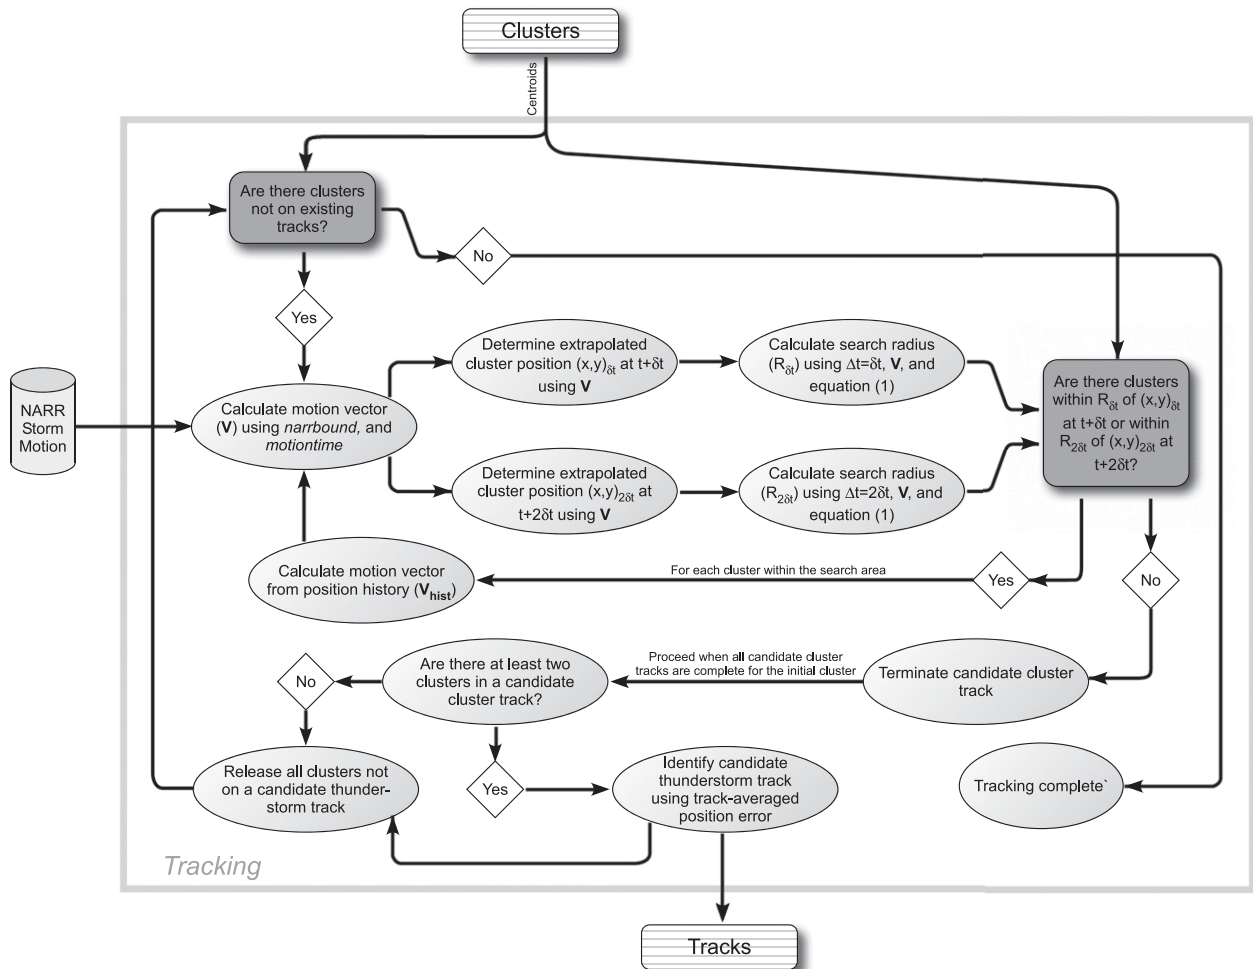 Clusters
Centroids
Are there clusters
not on existing
tracks?
No
Yes
NARR
Storm
Motion
Calculate motion vector
(V) using narrbound, and
motiontime
Determine extrapolated
cluster position (x,y)δt at t+δt
using V
Calculate search radius
(Rδt) using Δt=δt, V, and
equation (1)
Determine extrapolated
cluster position (x,y)2δt at
t+2δt using V
Calculate search radius
(R2δt) using Δt=2δt, V, and
equation (1)
Are there clusters
within Rδt of (x,y)δt
at t+δt or within
R2δt of (x,y)2δt at
t+2δt?
Calculate motion vector
from position history (Vhist)
For each cluster within the search area
Yes
No
No
Are there at least two
clusters in a candidate
cluster track?
Proceed when all candidate cluster
tracks are complete for the initial cluster
Terminate candidate cluster
track
Release all clusters not
on a candidate thunder-
storm track
Yes
Identify candidate
thunderstorm track
using track-averaged
position error
Tracking complete`
Tracking
Tracks